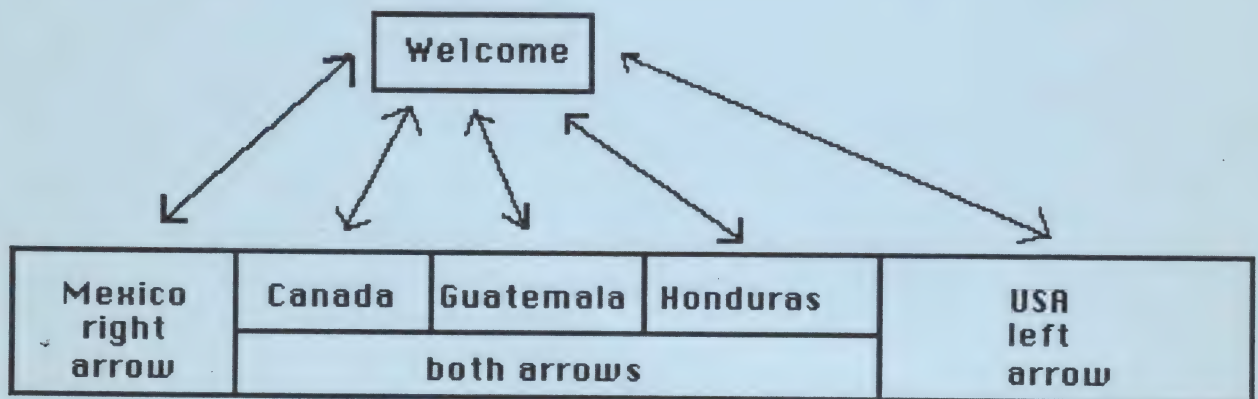 Welcome
Mexico
right
arrow
Canada
Guatemala
Honduras
both arrows
USA
left
arrow